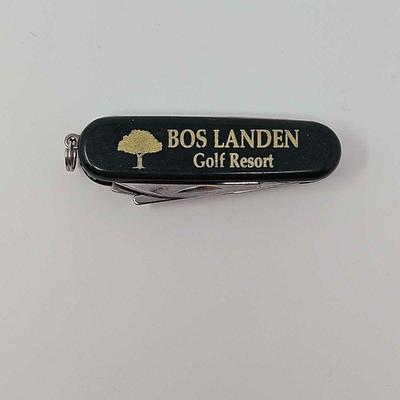 BOS LANDEN
Golf Resort